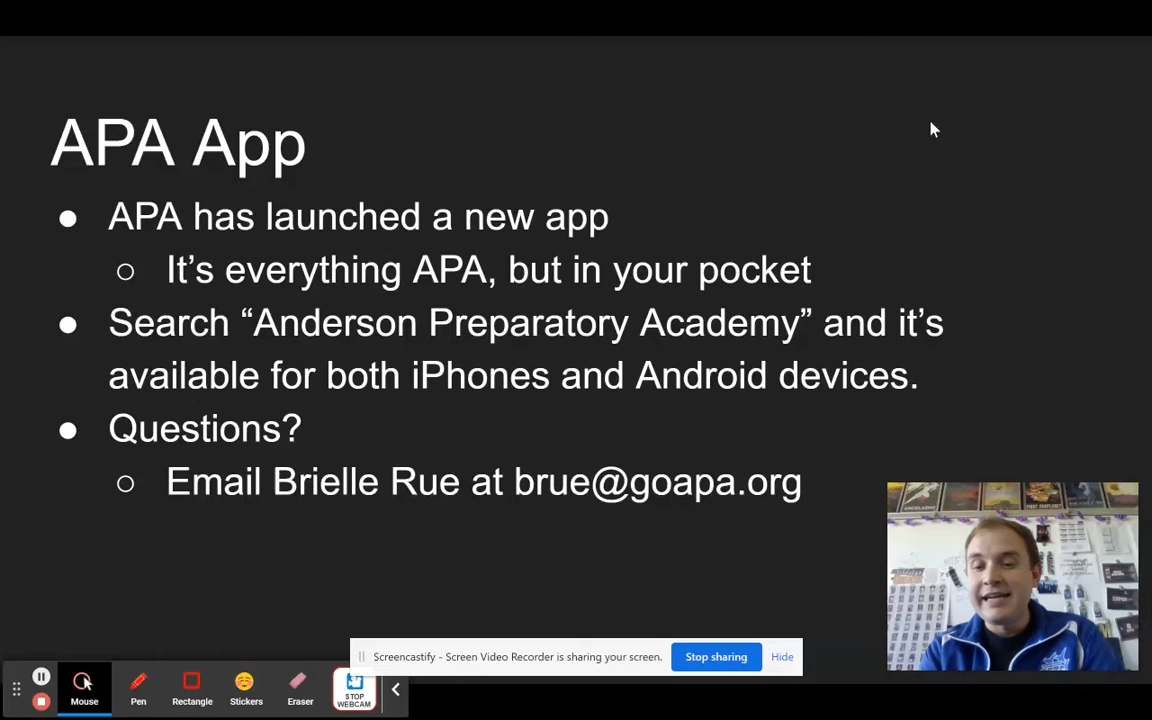 APA App
● APA has launched a new app
○ It's everything APA, but in your pocket
● Search “Anderson Preparatory Academy” and it's
available for both iPhones and Android devices.
● Questions?
○ Email Brielle Rue at brue@goapa.org
Screencastify - Screen Video Recorder is sharing your screen.
Stop sharing
Hide
Mouse
Pen
Rectangle
Stickers
Eraser
STOP
WEBCAM